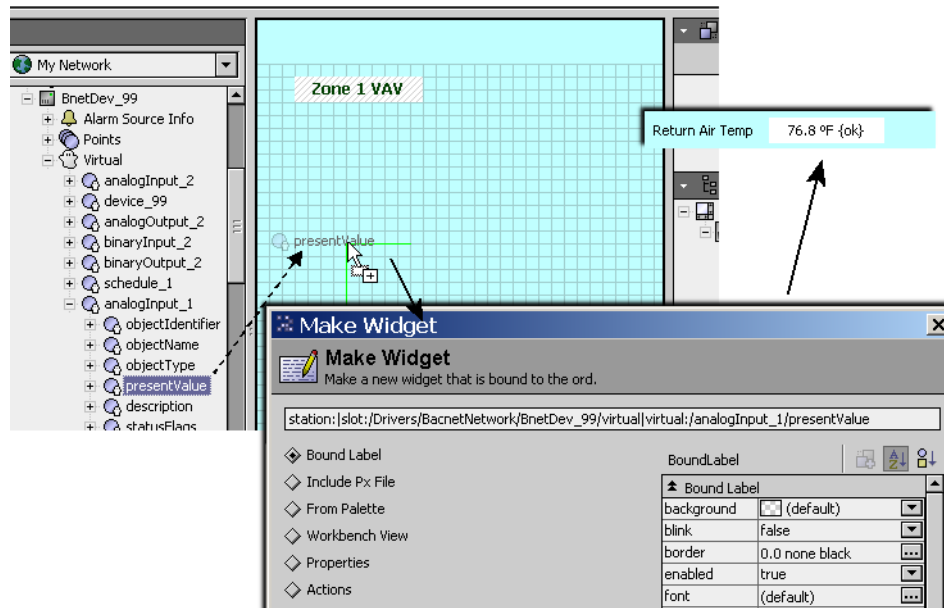 My Network
BnetDev_99
Alarm Source Info
Points
Virtual
analogInput_2
device_99
analogOutput_2
binaryInput_2
binaryOutput_2
schedule_1
analogInput_1
objectIdentifier
objectName
objectType
presentValue
description
statusFlags
Zone 1 VAV
presentValue
Return Air Temp 76.8 ºF {ok}
Make Widget
Make Widget
Make a new widget that is bound to the ord.
station:|slot:/Drivers/BacnetNetwork/BnetDev_99/virtual|virtual:/analogInput_1/presentValue
Bound Label
Include Px File
From Palette
Workbench View
Properties
Actions
BoundLabel
Bound Label
background (default)
blink false
border 0.0 none black
enabled true
font (default)